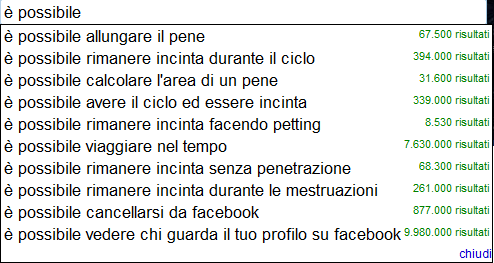 è possibile
è possibile allungare il pene 67.500 risultati
è possibile rimanere incinta durante il ciclo 394.000 risultati
è possibile calcolare l'area di un pene 31.600 risultati
è possibile avere il ciclo ed essere incinta 339.000 risultati
è possibile rimanere incinta facendo petting 8.530 risultati
è possibile viaggiare nel tempo 7.630.000 risultati
è possibile rimanere incinta senza penetrazione 68.300 risultati
è possibile rimanere incinta durante le mestruazioni 261.000 risultati
è possibile cancellarsi da facebook 877.000 risultati
è possibile vedere chi guarda il tuo profilo su facebook 9.980.000 risultati
chiudi